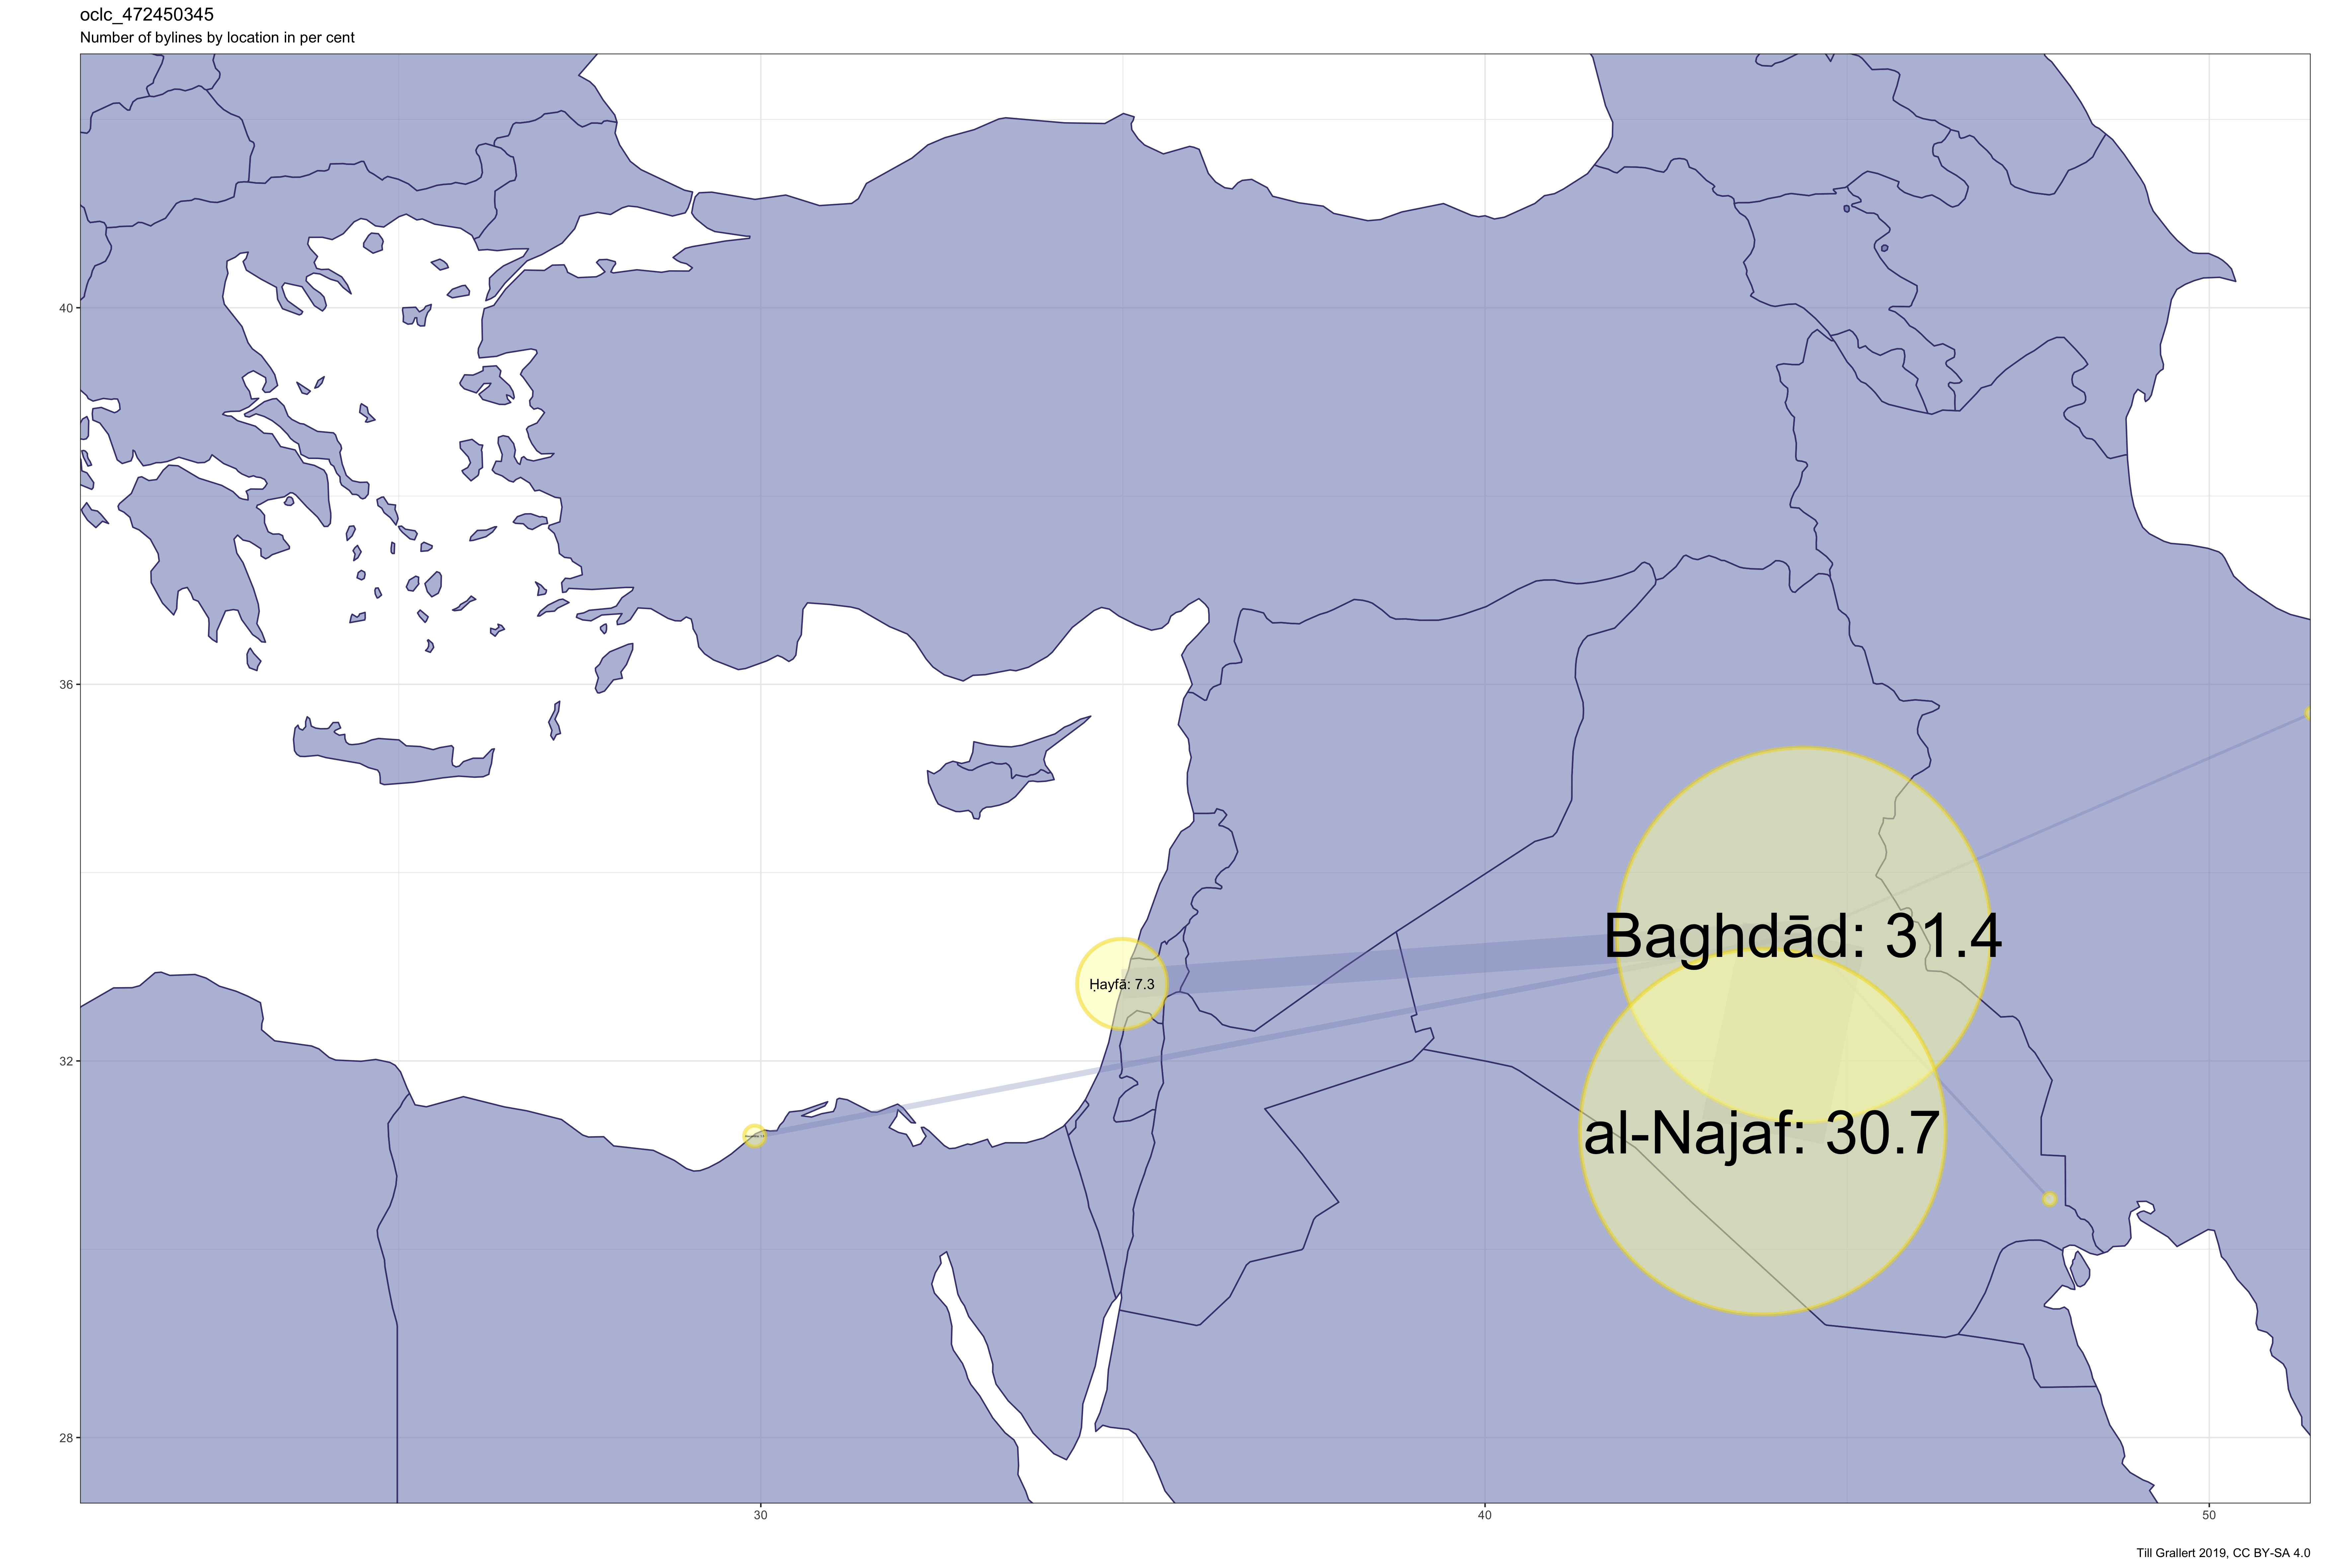 oclc_472450345
Number of bylines by location in per cent
40
36
Baghdād: 31.4
Ḥayfā: 7.3
32
al-Najaf: 30.7
28
30
40
50
Till Grallert 2019, CC BY-SA 4.0